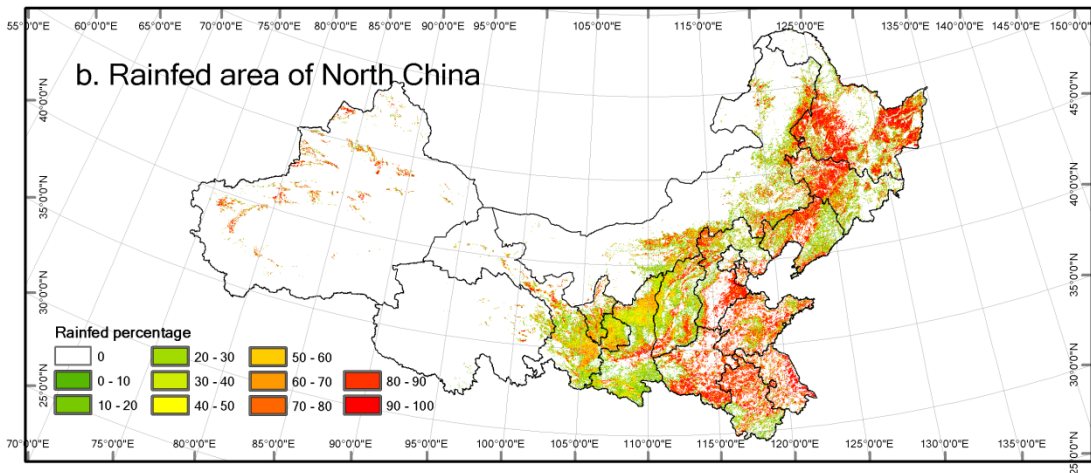 55°0'0"E 60°0'0"E 65°0'0"E 70°0'0"E 75°0'0"E 80°0'0"E 85°0'0"E 90°0'0"E 95°0'0"E 105°0'0"E 115°0'0"E 120°0'0"E 125°0'0"E 130°0'0"E 135°0'0"E 140°0'0"E 145°0'0"E 150°0'0"E
b. Rainfed area of North China
40°0'0"N
35°0'0"N
30°0'0"N
25°0'0"N
45°0'0"N
40°0'0"N
35°0'0"N
30°0'0"N
25°0'0"N
Rainfed percentage
0
0 - 10
10 - 20
20 - 30
30 - 40
40 - 50
50 - 60
60 - 70
70 - 80
80 - 90
90 - 100
70°0'0"E 75°0'0"E 80°0'0"E 85°0'0"E 90°0'0"E 95°0'0"E 100°0'0"E 105°0'0"E 110°0'0"E 115°0'0"E 120°0'0"E 125°0'0"E 130°0'0"E 135°0'0"E